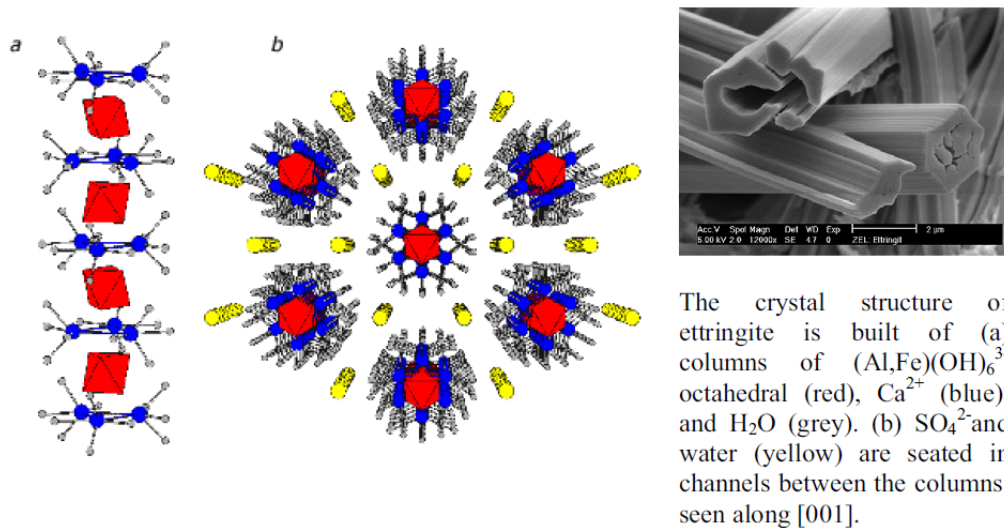 a
b
Acc.V Spot Magn Det WD Exp
5.00 kV 2.0 12000x SE 4.7 0
2 µm
ZEL: Ettringit
The crystal structure of
ettringite is built of (a)
columns of (Al,Fe)(OH)₆³
octahedral (red), Ca²⁺ (blue)
and H₂O (grey). (b) SO₄²⁻and
water (yellow) are seated in
channels between the columns
seen along [001].